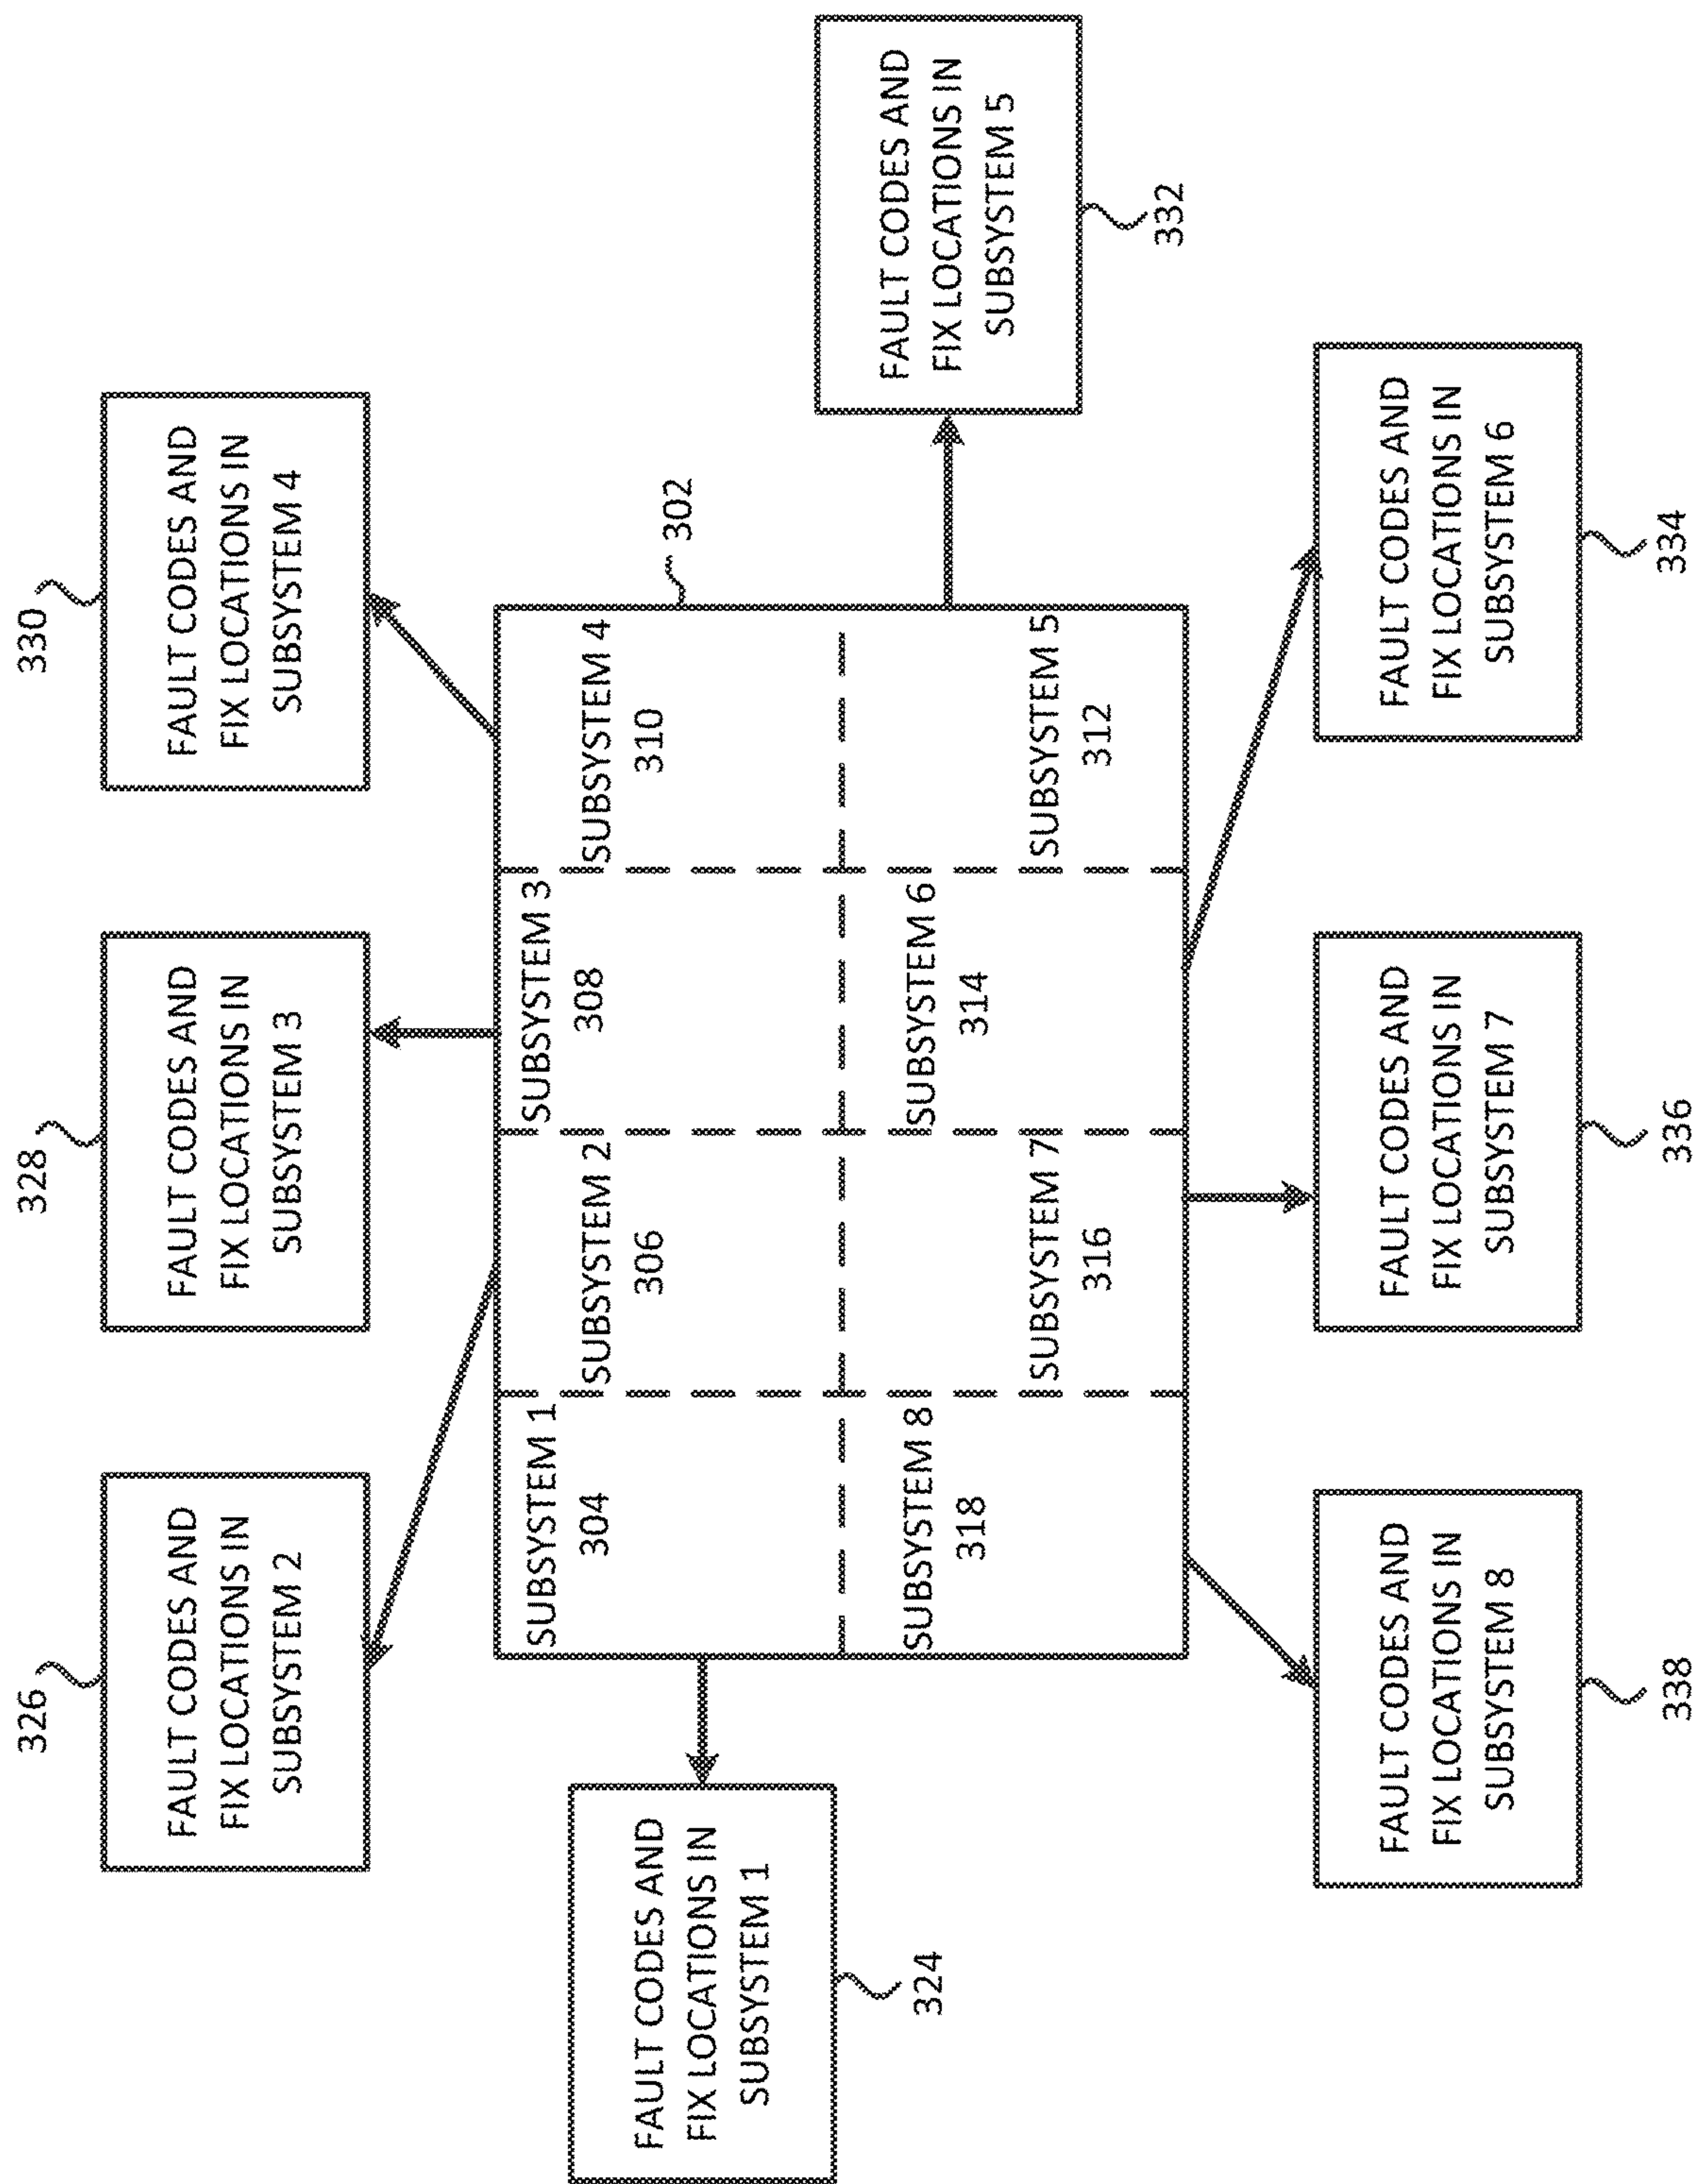 326
FAULT CODES AND
FIX LOCATIONS IN
SUBSYSTEM 2
328
FAULT CODES AND
FIX LOCATIONS IN
SUBSYSTEM 3
330
FAULT CODES AND
FIX LOCATIONS IN
SUBSYSTEM 4
302
FAULT CODES AND
FIX LOCATIONS IN
SUBSYSTEM 1
324
SUBSYSTEM 1
304
SUBSYSTEM 2
306
SUBSYSTEM 3
308
SUBSYSTEM 4
310
SUBSYSTEM 8
318
SUBSYSTEM 7
316
SUBSYSTEM 6
314
SUBSYSTEM 5
312
FAULT CODES AND
FIX LOCATIONS IN
SUBSYSTEM 5
332
FAULT CODES AND
FIX LOCATIONS IN
SUBSYSTEM 8
338
FAULT CODES AND
FIX LOCATIONS IN
SUBSYSTEM 7
336
FAULT CODES AND
FIX LOCATIONS IN
SUBSYSTEM 6
334